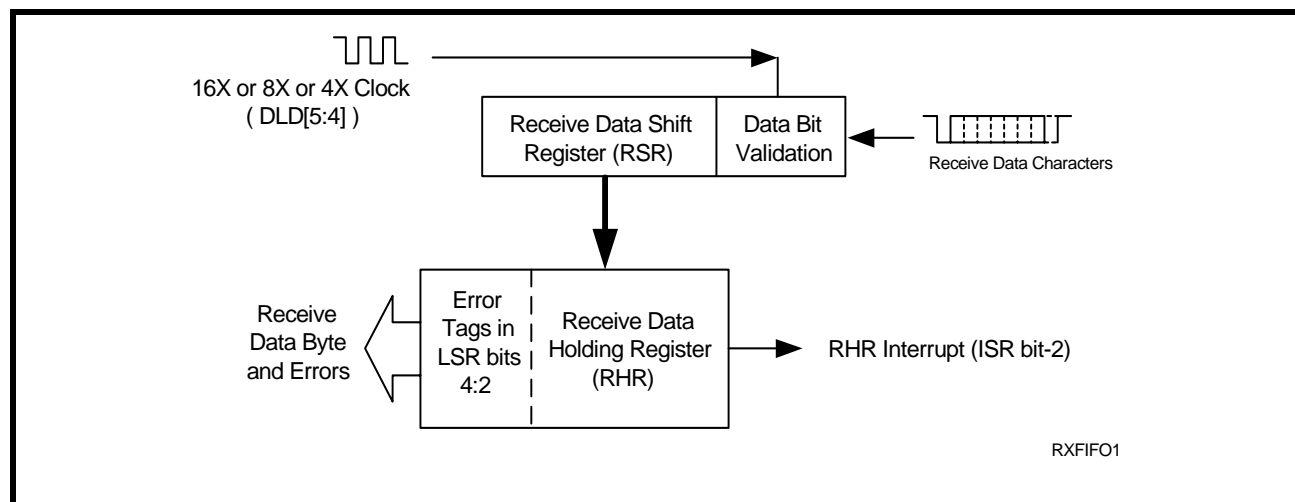 16X or 8X or 4X Clock
( DLD[5:4] )
Receive Data Shift
Register (RSR)
Data Bit
Validation
Receive Data Characters
Receive
Data Byte
and Errors
Error
Tags in
LSR bits
4:2
Receive Data
Holding Register
(RHR)
RHR Interrupt (ISR bit-2)
RXFIFO1